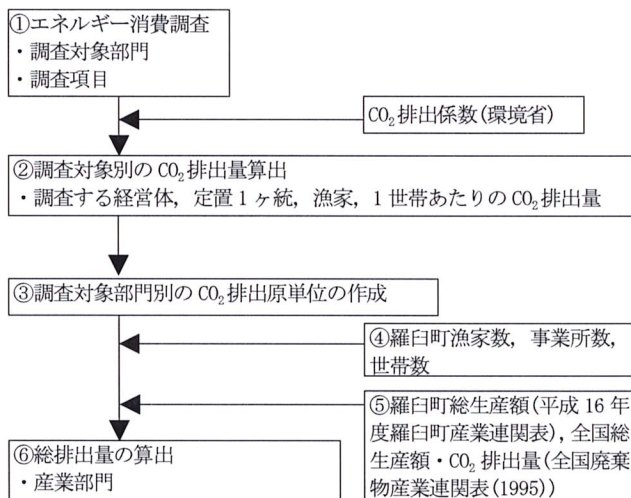 ①エネルギー消費調査
・調査対象部門
・調査項目
CO₂排出係数(環境省)
②調査対象別の CO₂排出量算出
・調査する経営体，定置1ヶ統，漁家，1世帯あたりの CO₂排出量
③調査対象部門別の CO₂排出原単位の作成
④羅臼町漁家数，事業所数，
世帯数
⑤羅臼町総生産額(平成 16 年
度羅臼町産業連関表)，全国総
生産額・CO₂排出量(全国廃棄
物産業連関表(1995))
⑥総排出量の算出
・産業部門